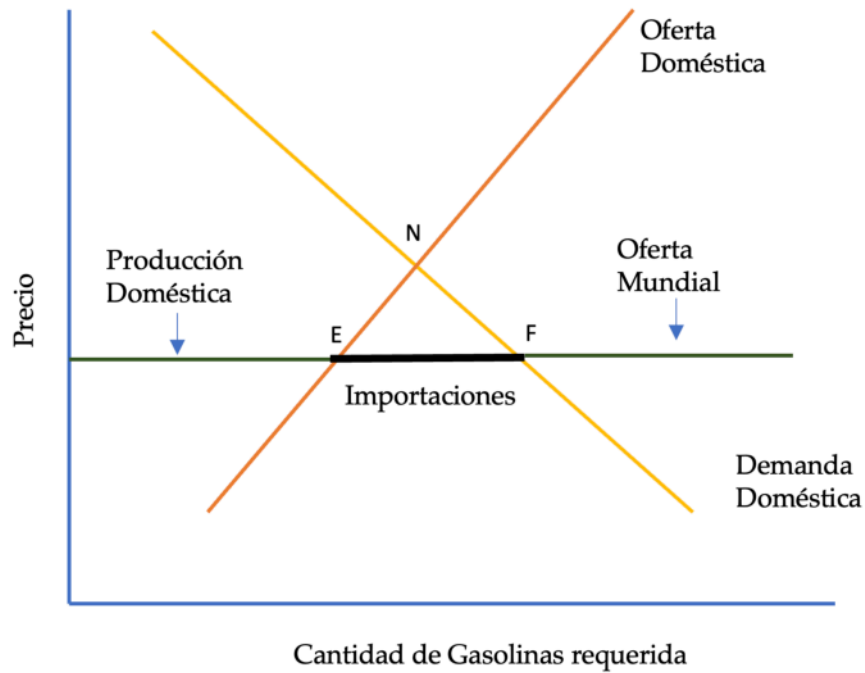 Oferta
Doméstica
N
Producción
Doméstica
Oferta
Mundial
Precio
E
F
Importaciones
Demanda
Doméstica
Cantidad de Gasolinas requerida